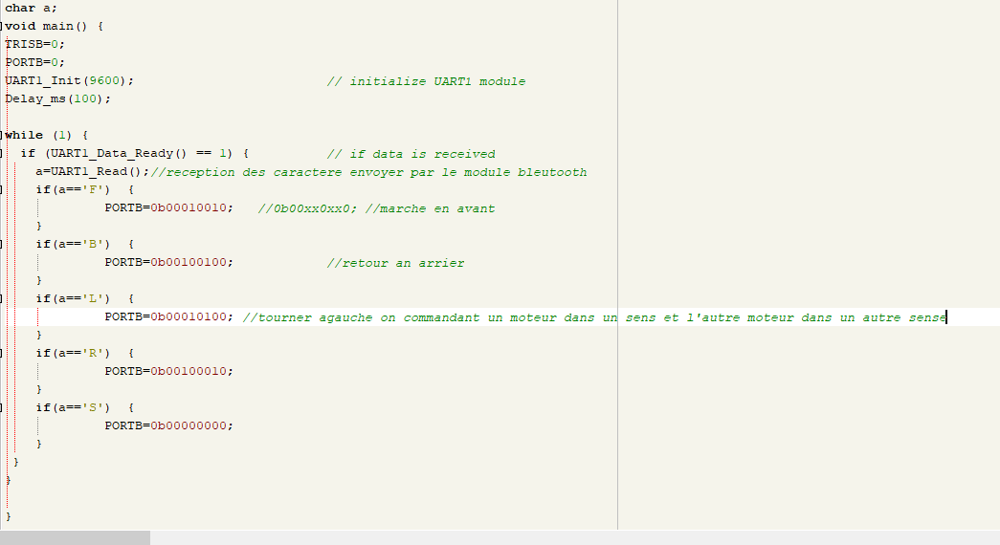 char a;
void main() {
TRISB=0;
PORTB=0;
UART1_Init(9600); // initialize UART1 module
Delay_ms(100);
while (1) {
if (UART1_Data_Ready() == 1) { // if data is received
a=UART1_Read();//reception des caractere envoyer par le module bleutooth
if(a=='F') {
PORTB=0b00010010; //0b00xx0xx0; //marche en avant
}
if(a=='B') {
PORTB=0b00100100; //retour an arrier
}
if(a=='L') {
PORTB=0b00010100; //tourner agauche on commandant un moteur dans un sens et l'autre moteur dans un autre sense
}
if(a=='R') {
PORTB=0b00100010;
}
if(a=='S') {
PORTB=0b00000000;
}
}
}
}